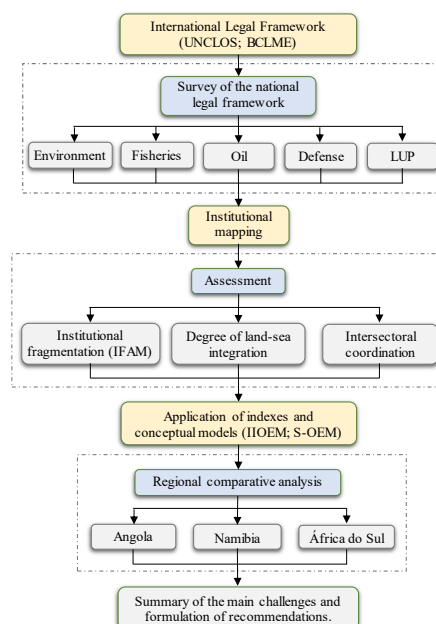 International Legal Framework
(UNCLOS; BCLME)
Survey of the national
legal framework
Environment
Fisheries
Oil
Defense
LUP
Institutional
mapping
Assessment
Institutional
fragmentation (IFAM)
Degree of land-sea
integration
Intersectoral
coordination
Application of indexes and
conceptual models (IIOEM; S-OEM)
Regional comparative analysis
Angola
Namibia
África do Sul
Summary of the main challenges and
formulation of recommendations.